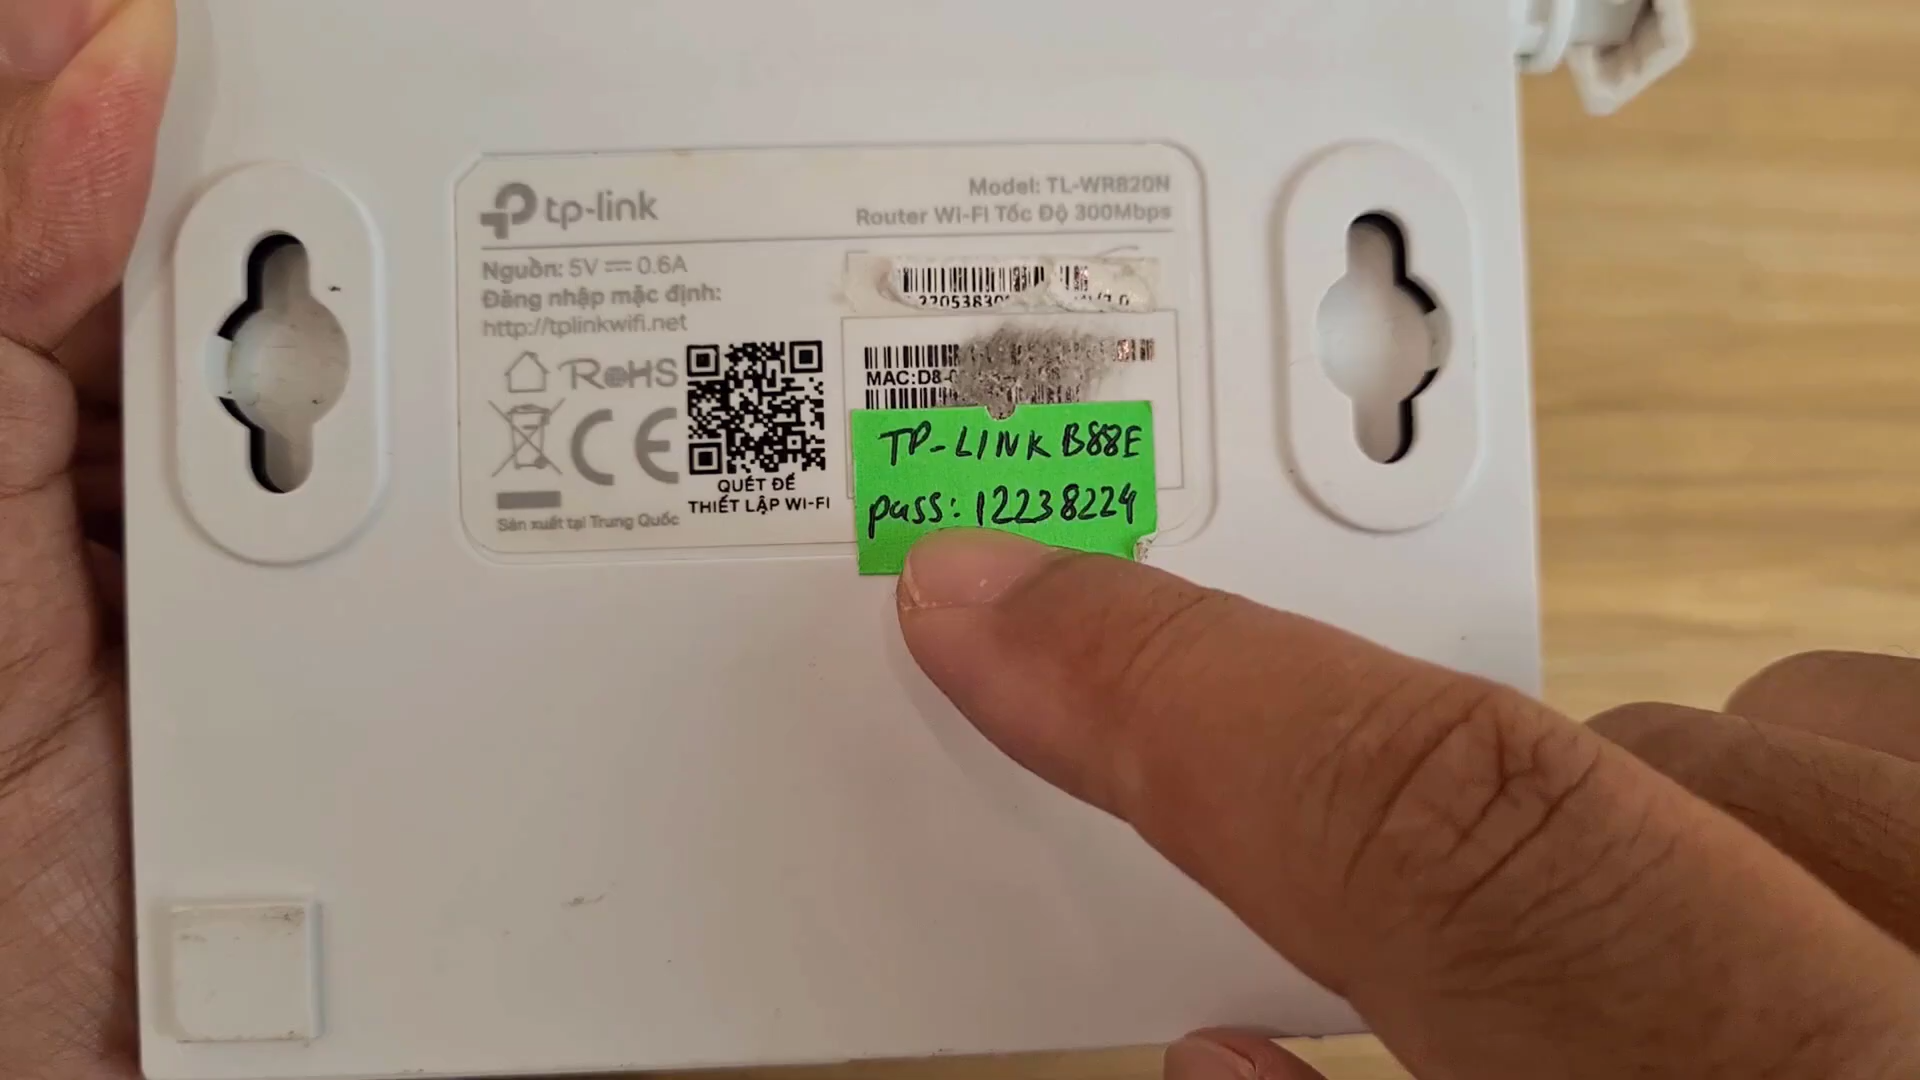 tp-link
Model: TL-WR820N
Router Wi-Fi Tốc Độ 300Mbps
Nguồn: 5V 0.6A
Đăng nhập mặc định:
http://tplinkwifi.net
RoHS
CE
QUÉT ĐỂ
THIẾT LẬP WI-FI
Sản xuất tại Trung Quốc
2205383
MAC:D8-
TP-LINK B88E
pass: 12238224